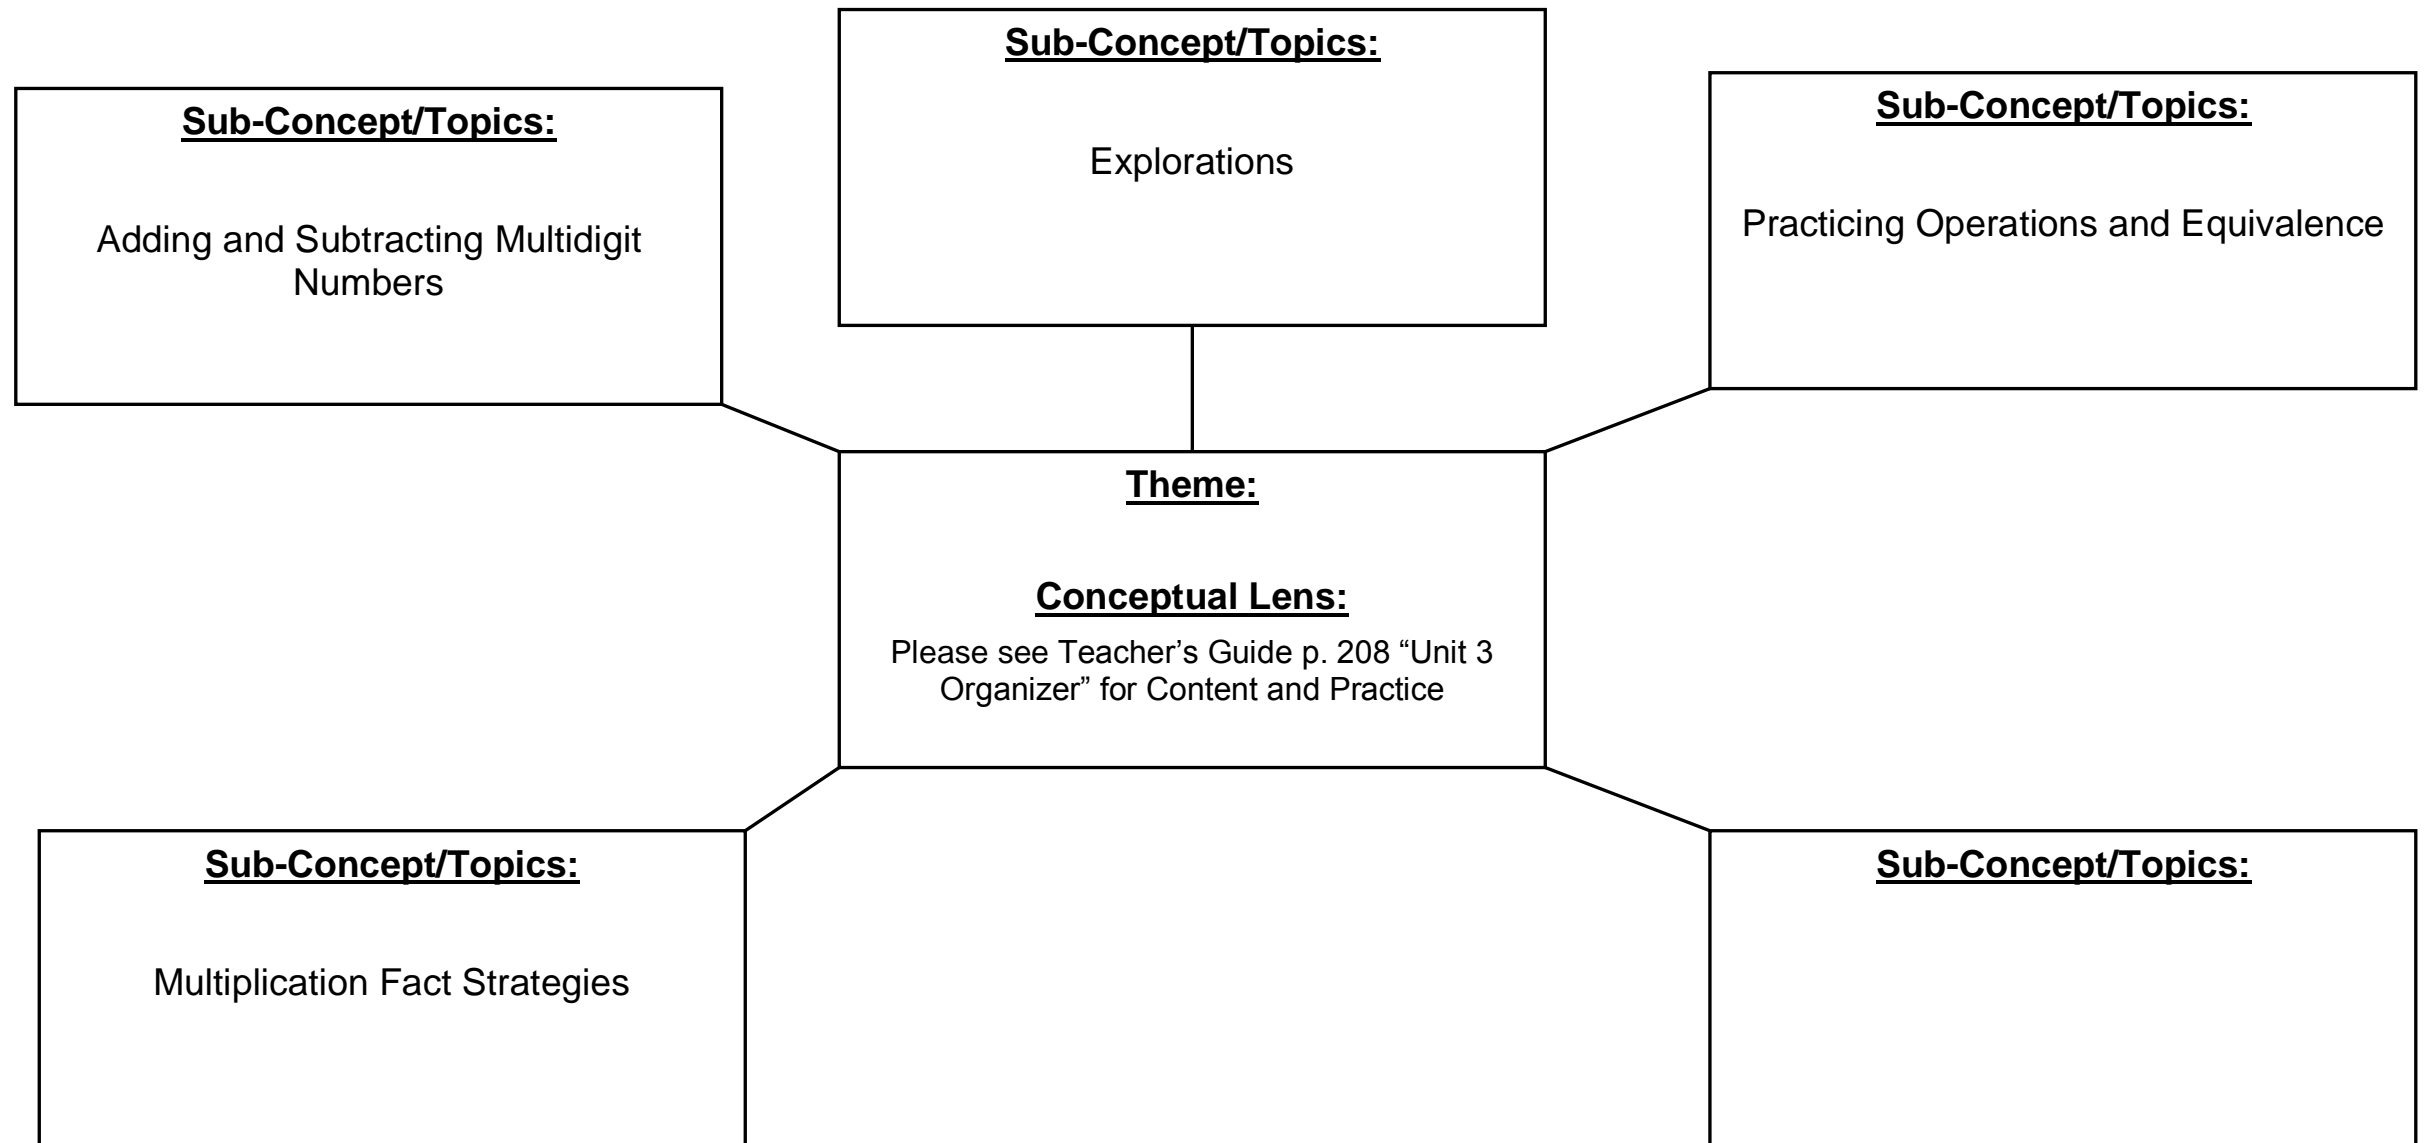 Sub-Concept/Topics:
Adding and Subtracting Multidigit
Numbers
Sub-Concept/Topics:
Explorations
Sub-Concept/Topics:
Practicing Operations and Equivalence
Theme:
Conceptual Lens:
Please see Teacher’s Guide p. 208 “Unit 3
Organizer” for Content and Practice
Sub-Concept/Topics:
Multiplication Fact Strategies
Sub-Concept/Topics: